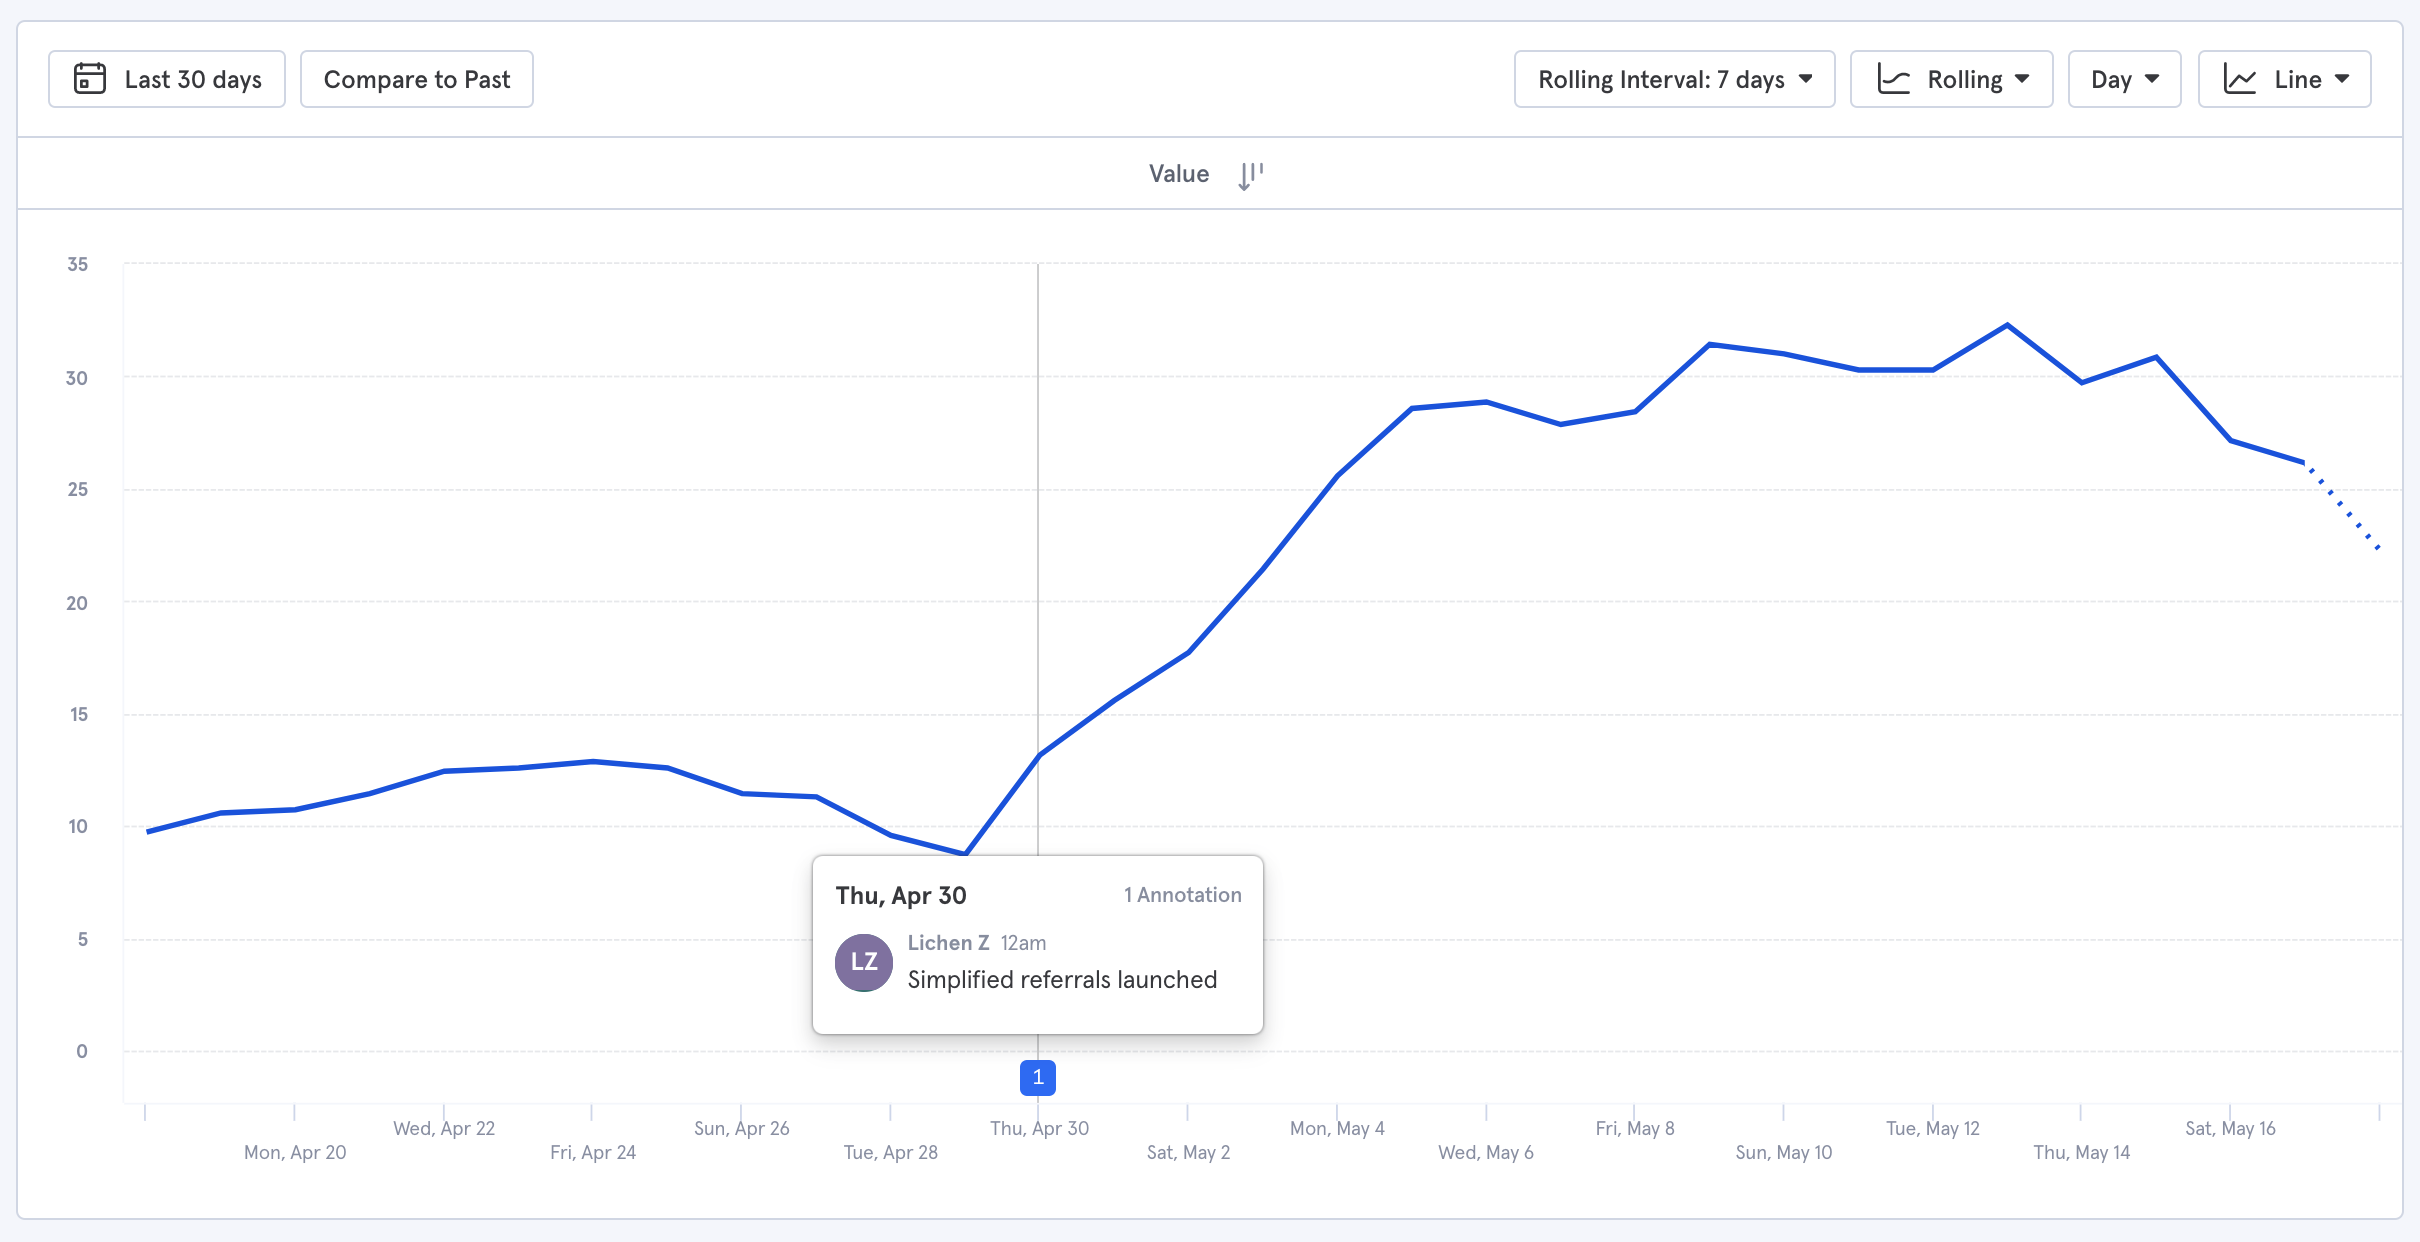 Last 30 days Compare to Past Rolling Interval: 7 days Rolling Day Line
Value
35
30
25
20
15
10
5
0
Thu, Apr 30 1 Annotation
LZ Lichen Z 12am
Simplified referrals launched
1
Wed, Apr 22 Sun, Apr 26 Thu, Apr 30 Mon, May 4 Fri, May 8 Tue, May 12 Sat, May 16
Mon, Apr 20 Fri, Apr 24 Tue, Apr 28 Sat, May 2 Wed, May 6 Sun, May 10 Thu, May 14